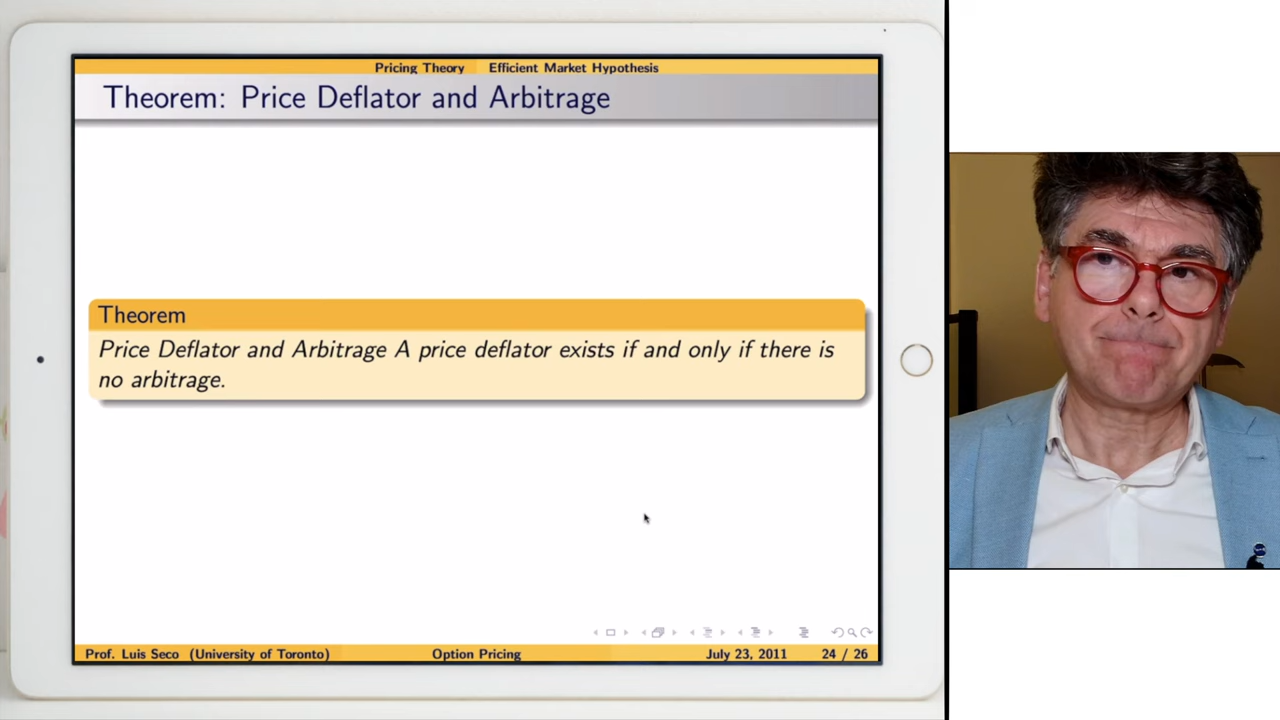 Pricing Theory Efficient Market Hypothesis
Theorem: Price Deflator and Arbitrage
Theorem
Price Deflator and Arbitrage A price deflator exists if and only if there is
no arbitrage.
Prof. Luis Seco (University of Toronto) Option Pricing July 23, 2011 24 / 26